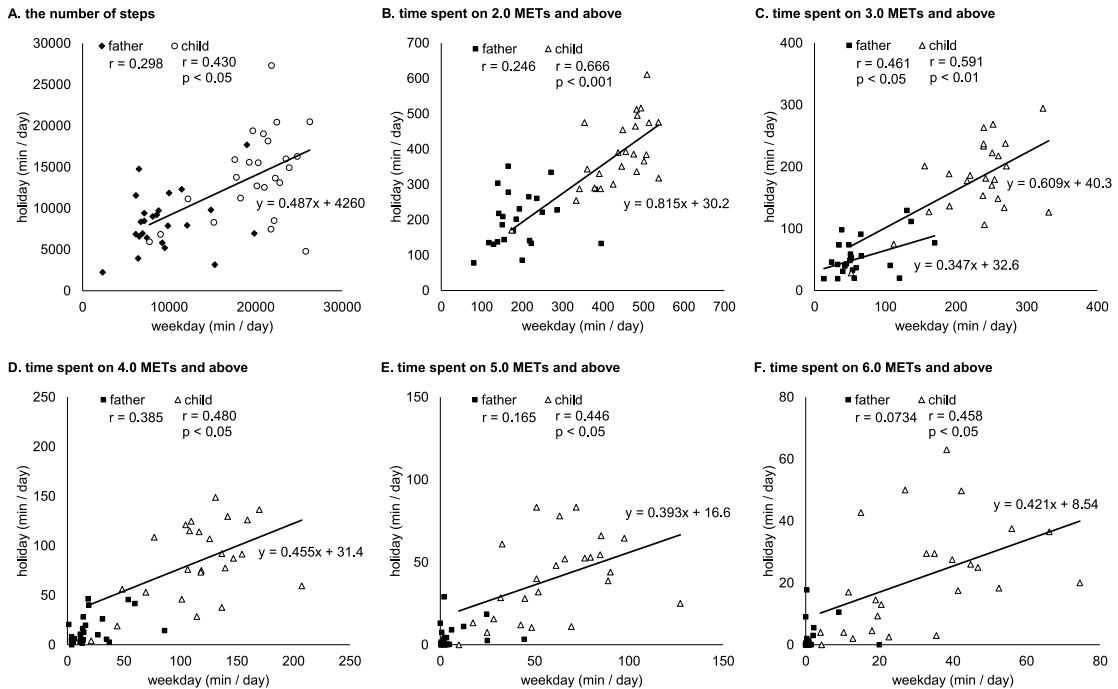 A. the number of steps
30000
25000
20000
15000
10000
5000
0
0
10000
20000
30000
holiday (min / day)
weekday (min / day)
father
child
r = 0.298
r = 0.430
p < 0.05
y = 0.487x + 4260
B. time spent on 2.0 METs and above
700
600
500
400
300
200
100
0
0 100 200 300 400 500 600 700
holiday (min / day)
weekday (min / day)
father
child
r = 0.246
r = 0.666
p < 0.001
y = 0.815x + 30.2
C. time spent on 3.0 METs and above
400
300
200
100
0
0 100 200 300 400
holiday (min / day)
weekday (min / day)
father
child
r = 0.461
p < 0.05
r = 0.591
p < 0.01
y = 0.609x + 40.3
y = 0.347x + 32.6
D. time spent on 4.0 METs and above
250
200
150
100
50
0
0 50 100 150 200 250
holiday (min / day)
weekday (min / day)
father
child
r = 0.385
r = 0.480
p < 0.05
y = 0.455x + 31.4
E. time spent on 5.0 METs and above
150
100
50
0
0 50 100 150
holiday (min / day)
weekday (min / day)
father
child
r = 0.165
r = 0.446
p < 0.05
y = 0.393x + 16.6
F. time spent on 6.0 METs and above
80
60
40
20
0
0 20 40 60 80
holiday (min / day)
weekday (min / day)
father
child
r = 0.0734
r = 0.458
p < 0.05
y = 0.421x + 8.54